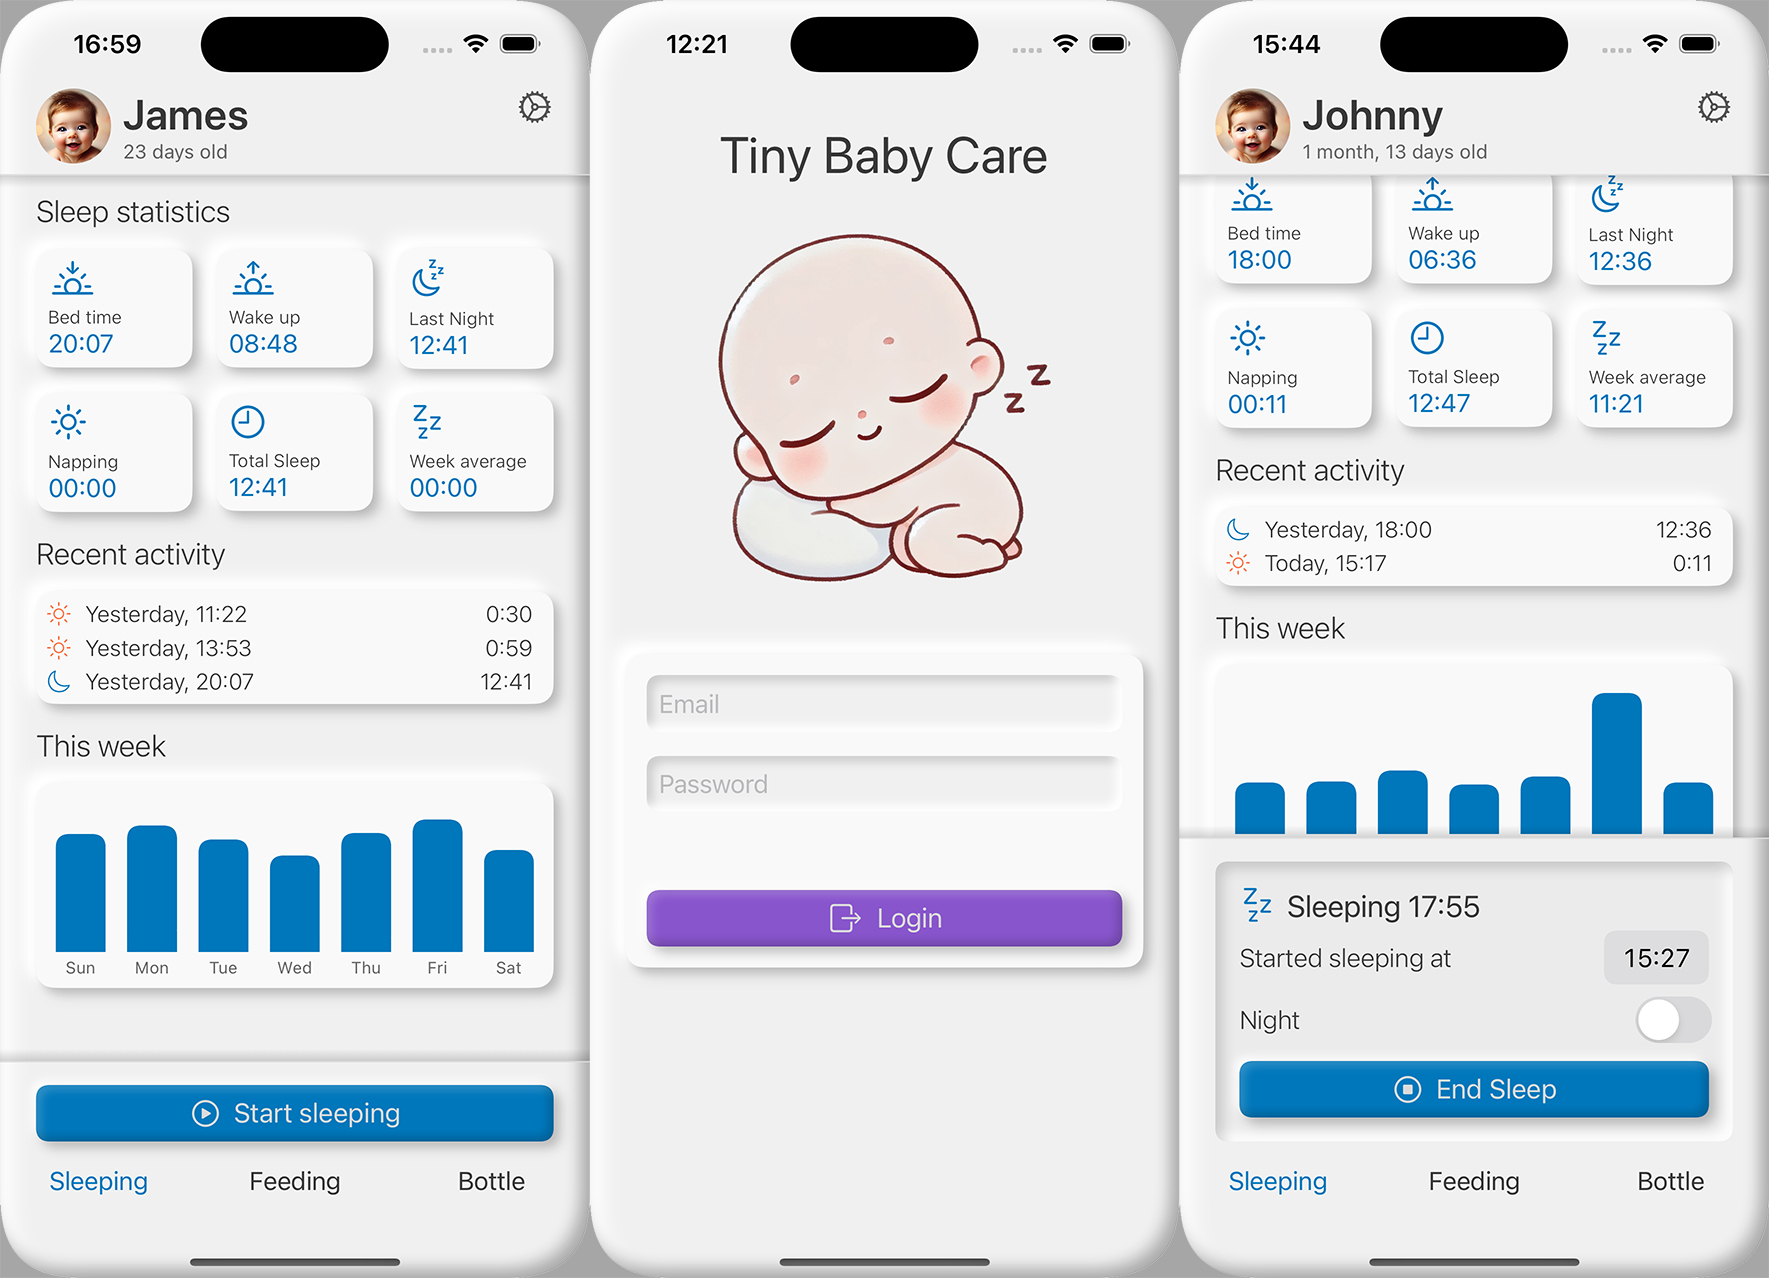 16:59
James
23 days old
Sleep statistics
Bed time
20:07
Wake up
08:48
Last Night
12:41
Napping
00:00
Total Sleep
12:41
Week average
00:00
Recent activity
Yesterday, 11:22 0:30
Yesterday, 13:53 0:59
Yesterday, 20:07 12:41
This week
Sun Mon Tue Wed Thu Fri Sat
Start sleeping
Sleeping Feeding Bottle
12:21
Tiny Baby Care
z
z
Email
Password
Login
15:44
Johnny
1 month, 13 days old
Bed time
18:00
Wake up
06:36
Last Night
12:36
Napping
00:11
Total Sleep
12:47
Week average
11:21
Recent activity
Yesterday, 18:00 12:36
Today, 15:17 0:11
This week
Sleeping 17:55
Started sleeping at 15:27
Night
End Sleep
Sleeping Feeding Bottle